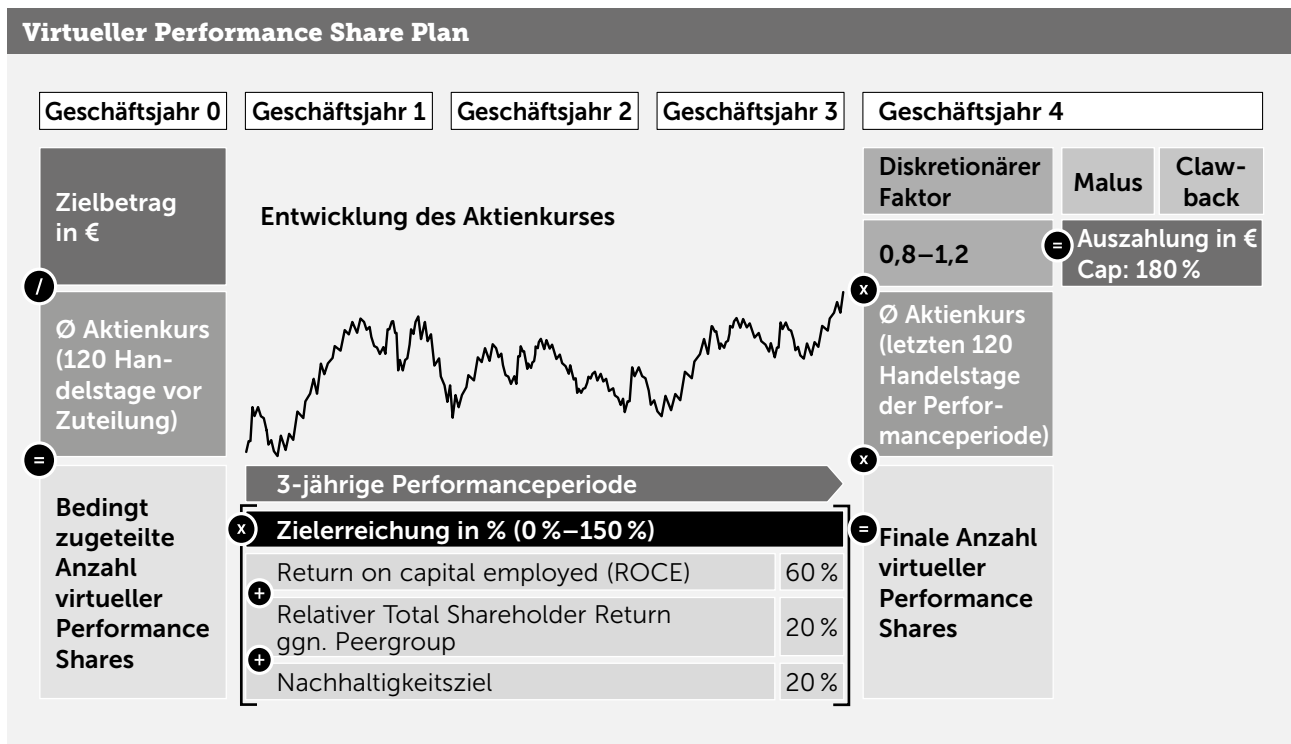 Virtueller Performance Share Plan
Geschäftsjahr 0
Geschäftsjahr 1
Geschäftsjahr 2
Geschäftsjahr 3
Geschäftsjahr 4
Zielbetrag
in €
/
Ø Aktienkurs
(120 Han-
delstage vor
Zuteilung)
=
Bedingt
zugeteilte
Anzahl
virtueller
Performance
Shares
Entwicklung des Aktienkurses
3-jährige Performanceperiode
x
Zielerreichung in % (0 %–150 %)
Return on capital employed (ROCE)
60 %
+
Relativer Total Shareholder Return
ggn. Peergroup
20 %
+
Nachhaltigkeitsziel
20 %
Diskretionärer
Faktor
0,8–1,2
x
Ø Aktienkurs
(letzten 120
Handelstage
der Perfor-
manceperiode)
x
=
Finale Anzahl
virtueller
Performance
Shares
Malus
Claw-
back
=
Auszahlung in €
Cap: 180 %